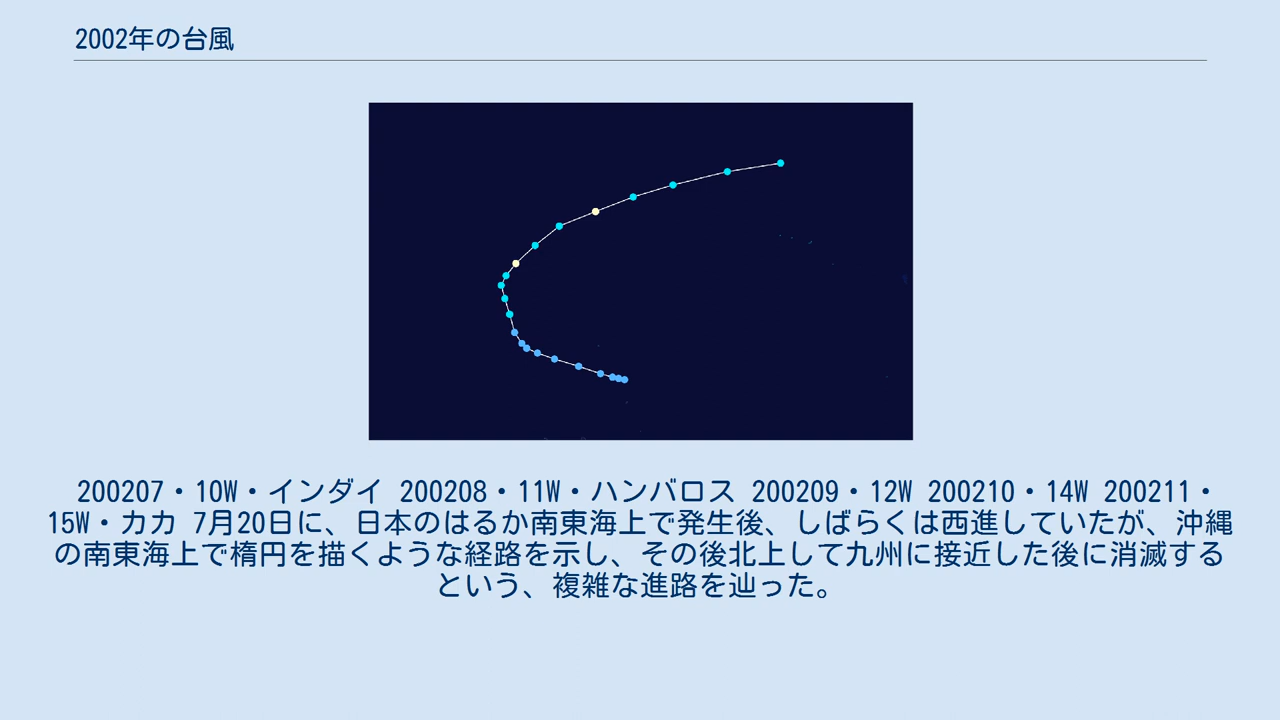 2002年の台風
200207・10W・インダイ 200208・11W・ハンバロス 200209・12W 200210・14W 200211・
15W・カカ 7月20日に、日本のはるか南東海上で発生後、しばらくは西進していたが、沖縄
の南東海上で楕円を描くような経路を示し、その後北上して九州に接近した後に消滅する
という、複雑な進路を辿った。